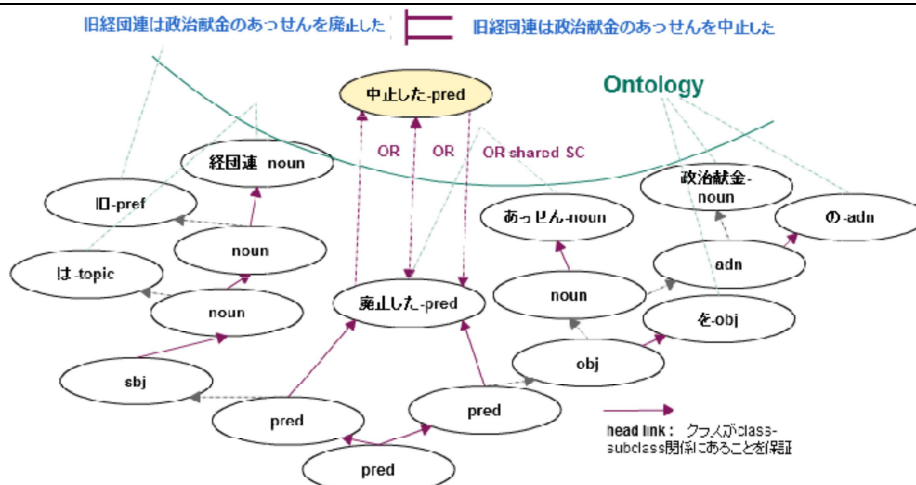 旧経団連は政治献金のあっせんを廃止した
旧経団連は政治献金のあっせんを中止した
中止した-pred
Ontology
経団連 noun
OR
OR
OR shared SC
政治献金-
noun
旧-pref
あっせん-noun
の-adn
noun
は-topic
adn
廃止した-pred
noun
noun
を-obj
sbj
obj
pred
pred
pred
head link： クラスがclass-
subclass関係にあることを保証